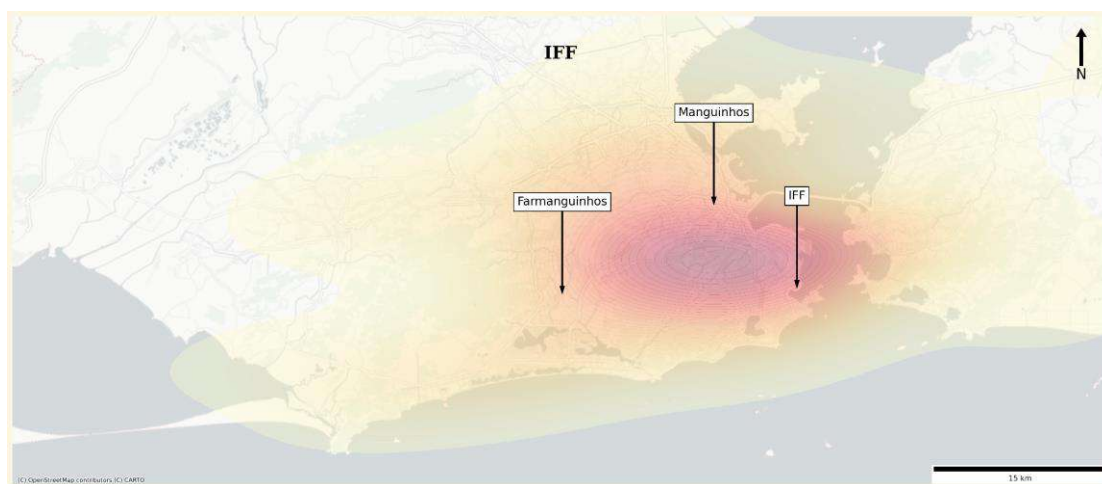 IFF
N
Manguinhos
Farmanguinhos
IFF
15 km
(C) OpenStreetMap contributors (C) CARTO